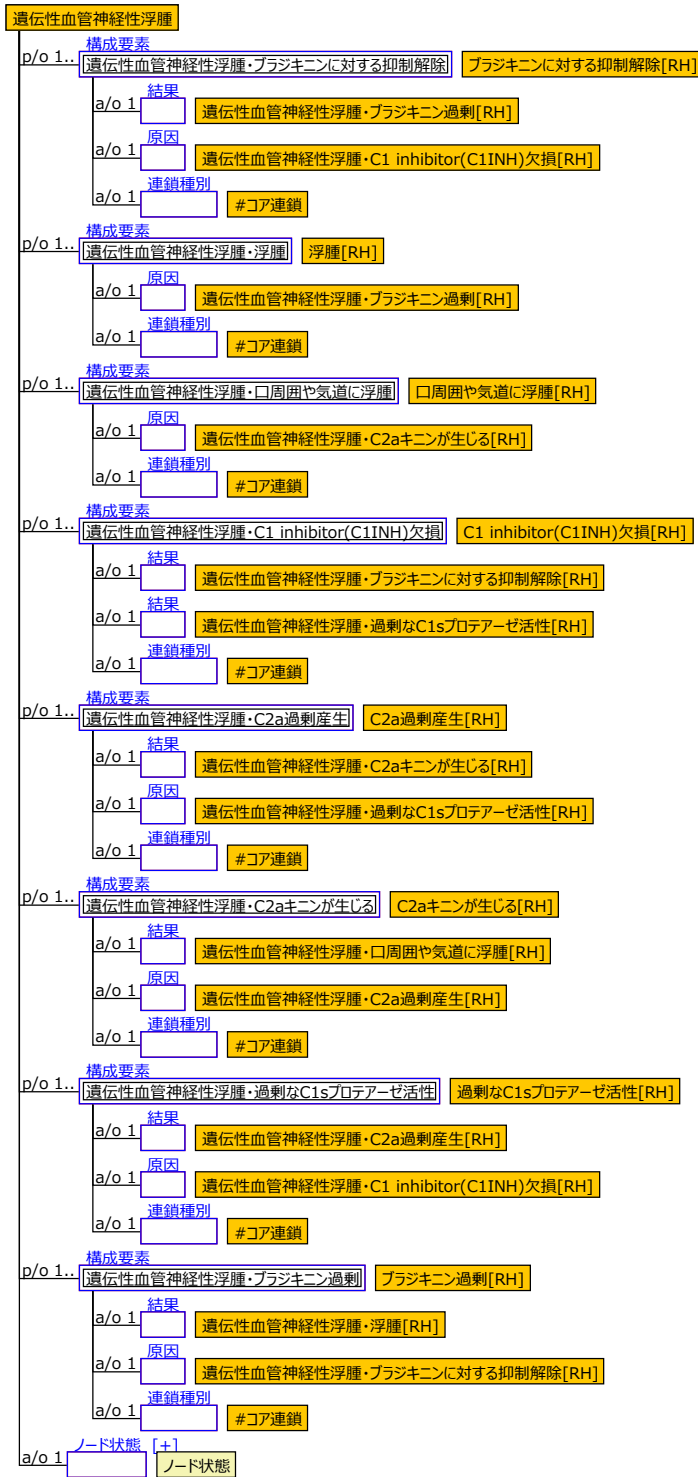 遺伝性血管神経性浮腫
構成要素
p/o 1.. 遺伝性血管神経性浮腫・ブラジキニンに対する抑制解除 ブラジキニンに対する抑制解除[RH]
結果
a/o 1 遺伝性血管神経性浮腫・ブラジキニン過剰[RH]
原因
a/o 1 遺伝性血管神経性浮腫・C1 inhibitor(C1INH)欠損[RH]
連鎖種別
a/o 1 #コア連鎖
構成要素
p/o 1.. 遺伝性血管神経性浮腫・浮腫 浮腫[RH]
原因
a/o 1 遺伝性血管神経性浮腫・ブラジキニン過剰[RH]
連鎖種別
a/o 1 #コア連鎖
構成要素
p/o 1.. 遺伝性血管神経性浮腫・口周囲や気道に浮腫 口周囲や気道に浮腫[RH]
原因
a/o 1 遺伝性血管神経性浮腫・C2aキニンが生じる[RH]
連鎖種別
a/o 1 #コア連鎖
構成要素
p/o 1.. 遺伝性血管神経性浮腫・C1 inhibitor(C1INH)欠損 C1 inhibitor(C1INH)欠損[RH]
結果
a/o 1 遺伝性血管神経性浮腫・ブラジキニンに対する抑制解除[RH]
結果
a/o 1 遺伝性血管神経性浮腫・過剰なC1sプロテアーゼ活性[RH]
連鎖種別
a/o 1 #コア連鎖
構成要素
p/o 1.. 遺伝性血管神経性浮腫・C2a過剰産生 C2a過剰産生[RH]
結果
a/o 1 遺伝性血管神経性浮腫・C2aキニンが生じる[RH]
原因
a/o 1 遺伝性血管神経性浮腫・過剰なC1sプロテアーゼ活性[RH]
連鎖種別
a/o 1 #コア連鎖
構成要素
p/o 1.. 遺伝性血管神経性浮腫・C2aキニンが生じる C2aキニンが生じる[RH]
結果
a/o 1 遺伝性血管神経性浮腫・口周囲や気道に浮腫[RH]
原因
a/o 1 遺伝性血管神経性浮腫・C2a過剰産生[RH]
連鎖種別
a/o 1 #コア連鎖
構成要素
p/o 1.. 遺伝性血管神経性浮腫・過剰なC1sプロテアーゼ活性 過剰なC1sプロテアーゼ活性[RH]
結果
a/o 1 遺伝性血管神経性浮腫・C2a過剰産生[RH]
原因
a/o 1 遺伝性血管神経性浮腫・C1 inhibitor(C1INH)欠損[RH]
連鎖種別
a/o 1 #コア連鎖
構成要素
p/o 1.. 遺伝性血管神経性浮腫・ブラジキニン過剰 ブラジキニン過剰[RH]
結果
a/o 1 遺伝性血管神経性浮腫・浮腫[RH]
原因
a/o 1 遺伝性血管神経性浮腫・ブラジキニンに対する抑制解除[RH]
連鎖種別
a/o 1 #コア連鎖
ノード状態 [+]
a/o 1 ノード状態